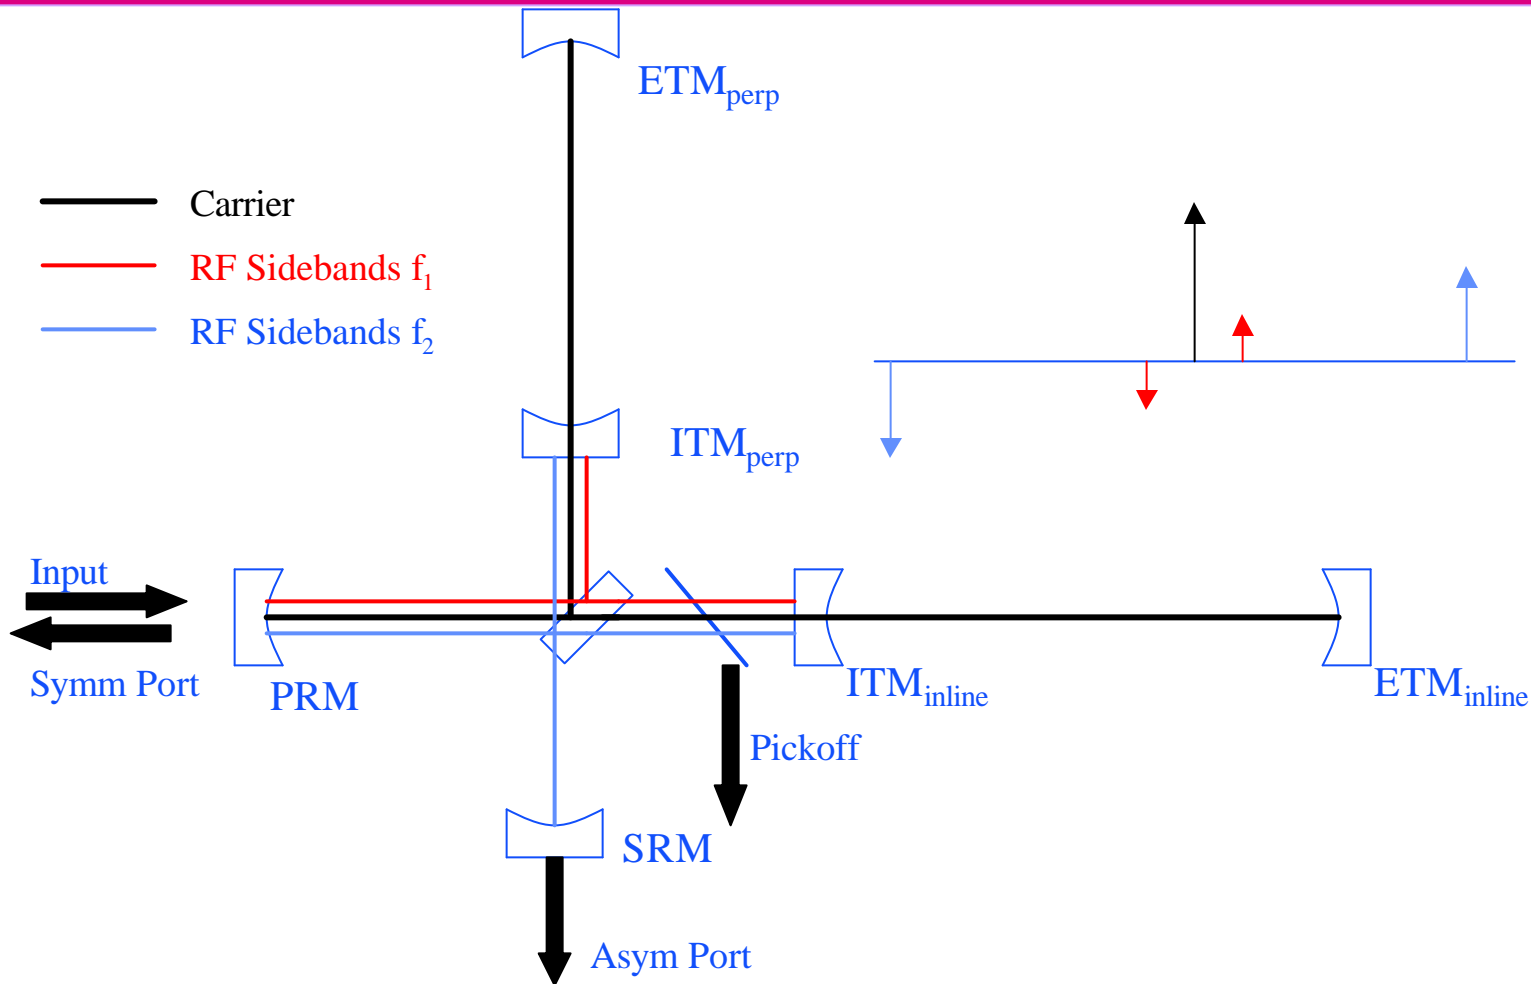 ETMperp
Carrier
RF Sidebands f1
RF Sidebands f2
ITMperp
Input
Symm Port
PRM
ITMinline
ETMinline
Pickoff
SRM
Asym Port